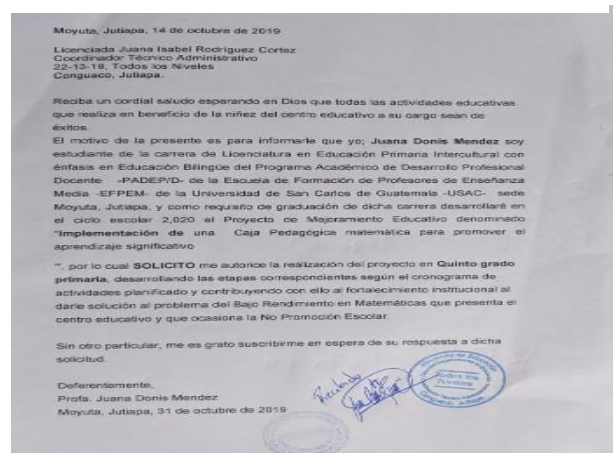 Moyuta, Jutiapa, 14 de octubre de 2019
Licenciada Juana Isabel Rodríguez Cortez
Coordinador Técnico Administrativo
22-13-19, Todos los Niveles
Conguaco, Jutiapa.
Reciba un cordial saludo esperando en Dios que todas las actividades educativas
que realiza en beneficio de la niñez del centro educativo a su cargo sean de
éxitos.
El motivo de la presente es para informarle que yo; Juana Donis Mendez soy
estudiante de la carrera de Licenciatura en Educación Primaria Intercultural con
énfasis en Educación Bilingüe del Programa Académico de Desarrollo Profesional
Docente -PADEP/D- de la Escuela de Formación de Profesores de Enseñanza
Media -EFPEM- de la Universidad de San Carlos de Guatemala -USAC- sede
Moyuta, Jutiapa, y como requisito de graduación de dicha carrera desarrollaré en
el ciclo escolar 2,020 el Proyecto de Mejoramiento Educativo denominado
"Implementación de una Caja Pedagógica matemática para promover el
aprendizaje significativo
", por lo cual SOLICITO me autorice la realización del proyecto en Quinto grado
primaria, desarrollando las etapas correspondientes según el cronograma de
actividades planificado y contribuyendo con ello al fortalecimiento institucional al
darle solución al problema del Bajo Rendimiento en Matemáticas que presenta el
centro educativo y que ocasiona la No Promoción Escolar.
Sin otro particular, me es grato suscribirme en espera de su respuesta a dicha
solicitud.
Deferentemente,
Profa. Juana Donis Mendez
Moyuta, Jutiapa, 31 de octubre de 2019
Recibido
Todos los
Niveles